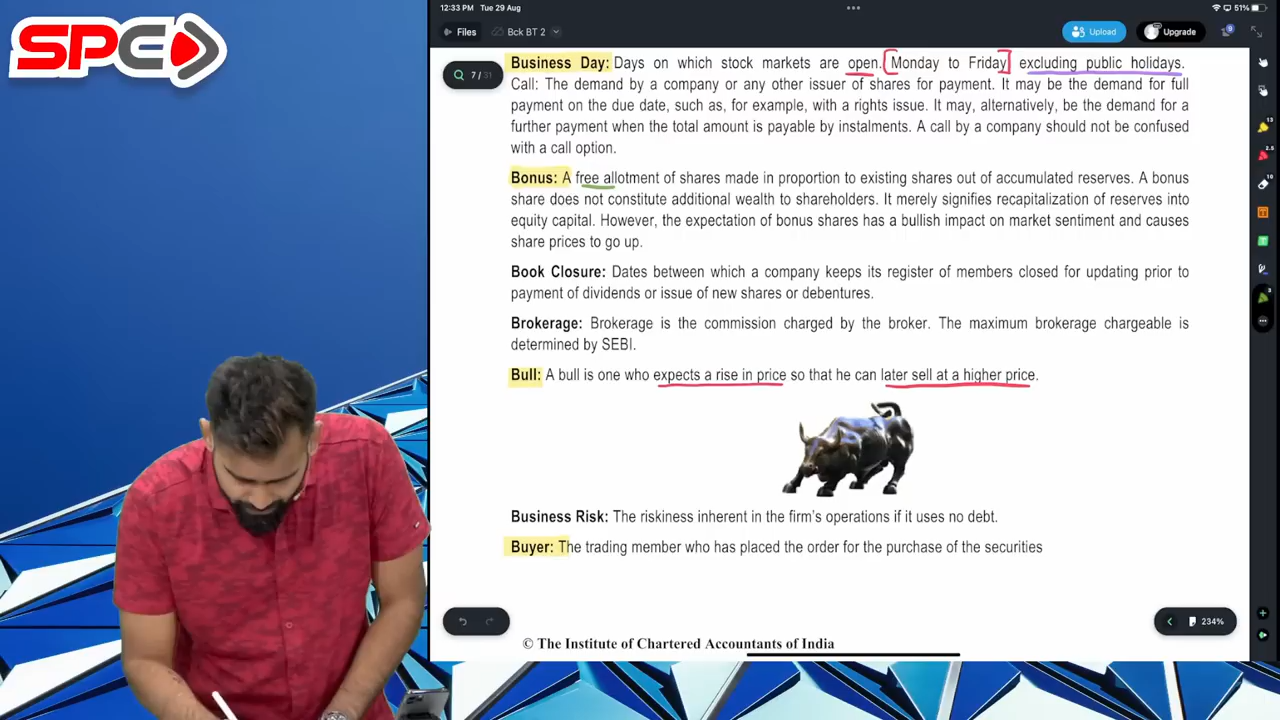 SPC
12:33 PM Tue 29 Aug
51%
Files
Bck BT 2
Upload
Upgrade
9
7 / 31
Business Day: Days on which stock markets are open. [Monday to Friday] excluding public holidays.
Call: The demand by a company or any other issuer of shares for payment. It may be the demand for full
payment on the due date, such as, for example, with a rights issue. It may, alternatively, be the demand for a
further payment when the total amount is payable by instalments. A call by a company should not be confused
with a call option.
Bonus: A free allotment of shares made in proportion to existing shares out of accumulated reserves. A bonus
share does not constitute additional wealth to shareholders. It merely signifies recapitalization of reserves into
equity capital. However, the expectation of bonus shares has a bullish impact on market sentiment and causes
share prices to go up.
Book Closure: Dates between which a company keeps its register of members closed for updating prior to
payment of dividends or issue of new shares or debentures.
Brokerage: Brokerage is the commission charged by the broker. The maximum brokerage chargeable is
determined by SEBI.
Bull: A bull is one who expects a rise in price so that he can later sell at a higher price.
Business Risk: The riskiness inherent in the firm's operations if it uses no debt.
Buyer: The trading member who has placed the order for the purchase of the securities
234%
© The Institute of Chartered Accountants of India